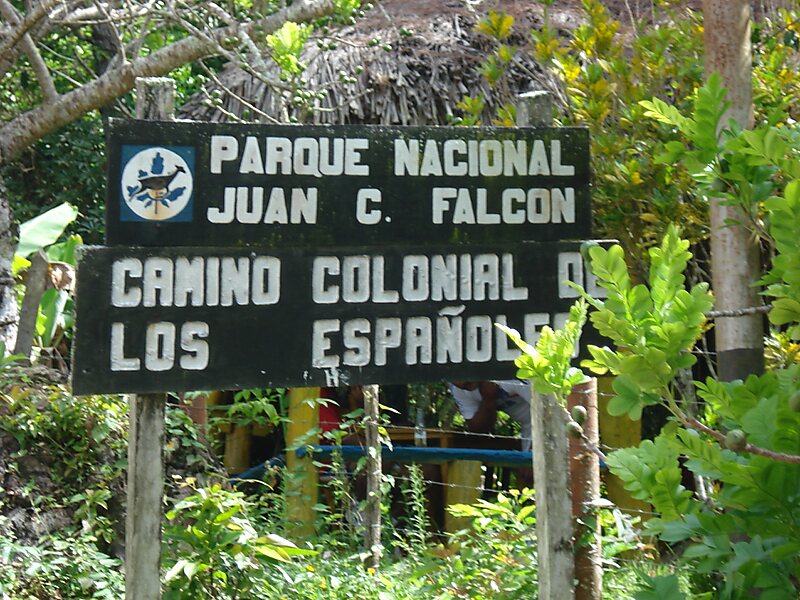 PARQUE NACIONAL
JUAN C. FALCON
CAMINO COLONIAL DE
LOS ESPAÑOLES